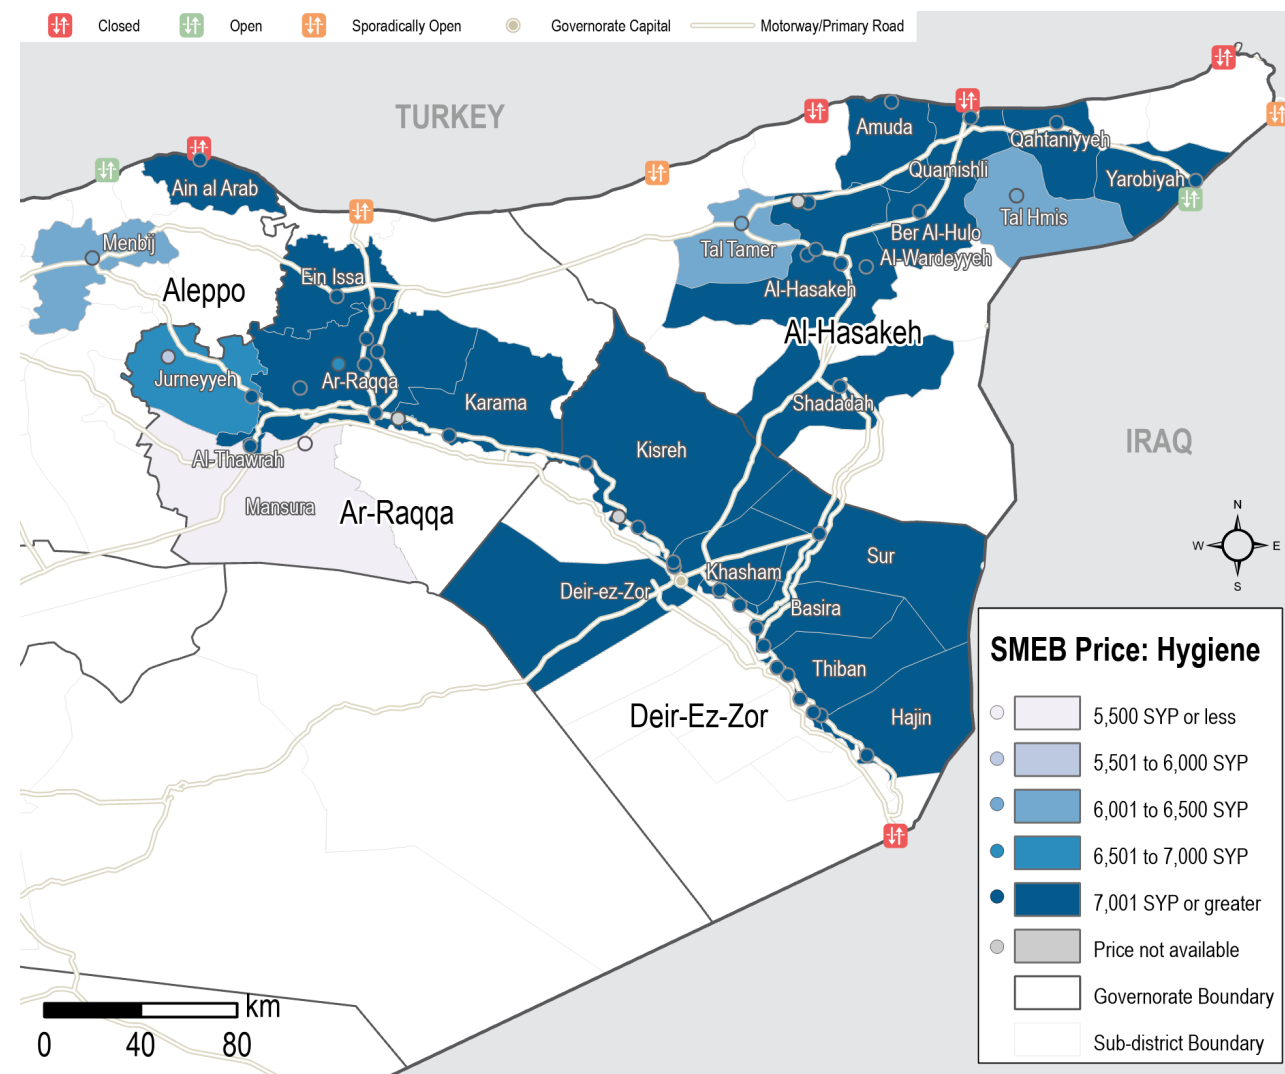 Closed Open Sporadically Open Governorate Capital Motorway/Primary Road
TURKEY
Amuda
Qahtaniyyeh
Quamishli
Yarobiyah
Ain al Arab
Tal Hmis
Menbij
Tal Tamer
Ber Al-Hulo
Al-Wardeyyeh
Ein Issa
Aleppo
Al-Hasakeh
Al-Hasakeh
Jurneyyeh
Ar-Raqqa
Karama
Shadadah
Kisreh
IRAQ
Al-Thawrah
Mansura
Ar-Raqqa
N
W E
S
Sur
Khasham
Deir-ez-Zor
Basira
Thiban
Deir-Ez-Zor
Hajin
SMEB Price: Hygiene
5,500 SYP or less
5,501 to 6,000 SYP
6,001 to 6,500 SYP
6,501 to 7,000 SYP
7,001 SYP or greater
Price not available
Governorate Boundary
Sub-district Boundary
km
0 40 80